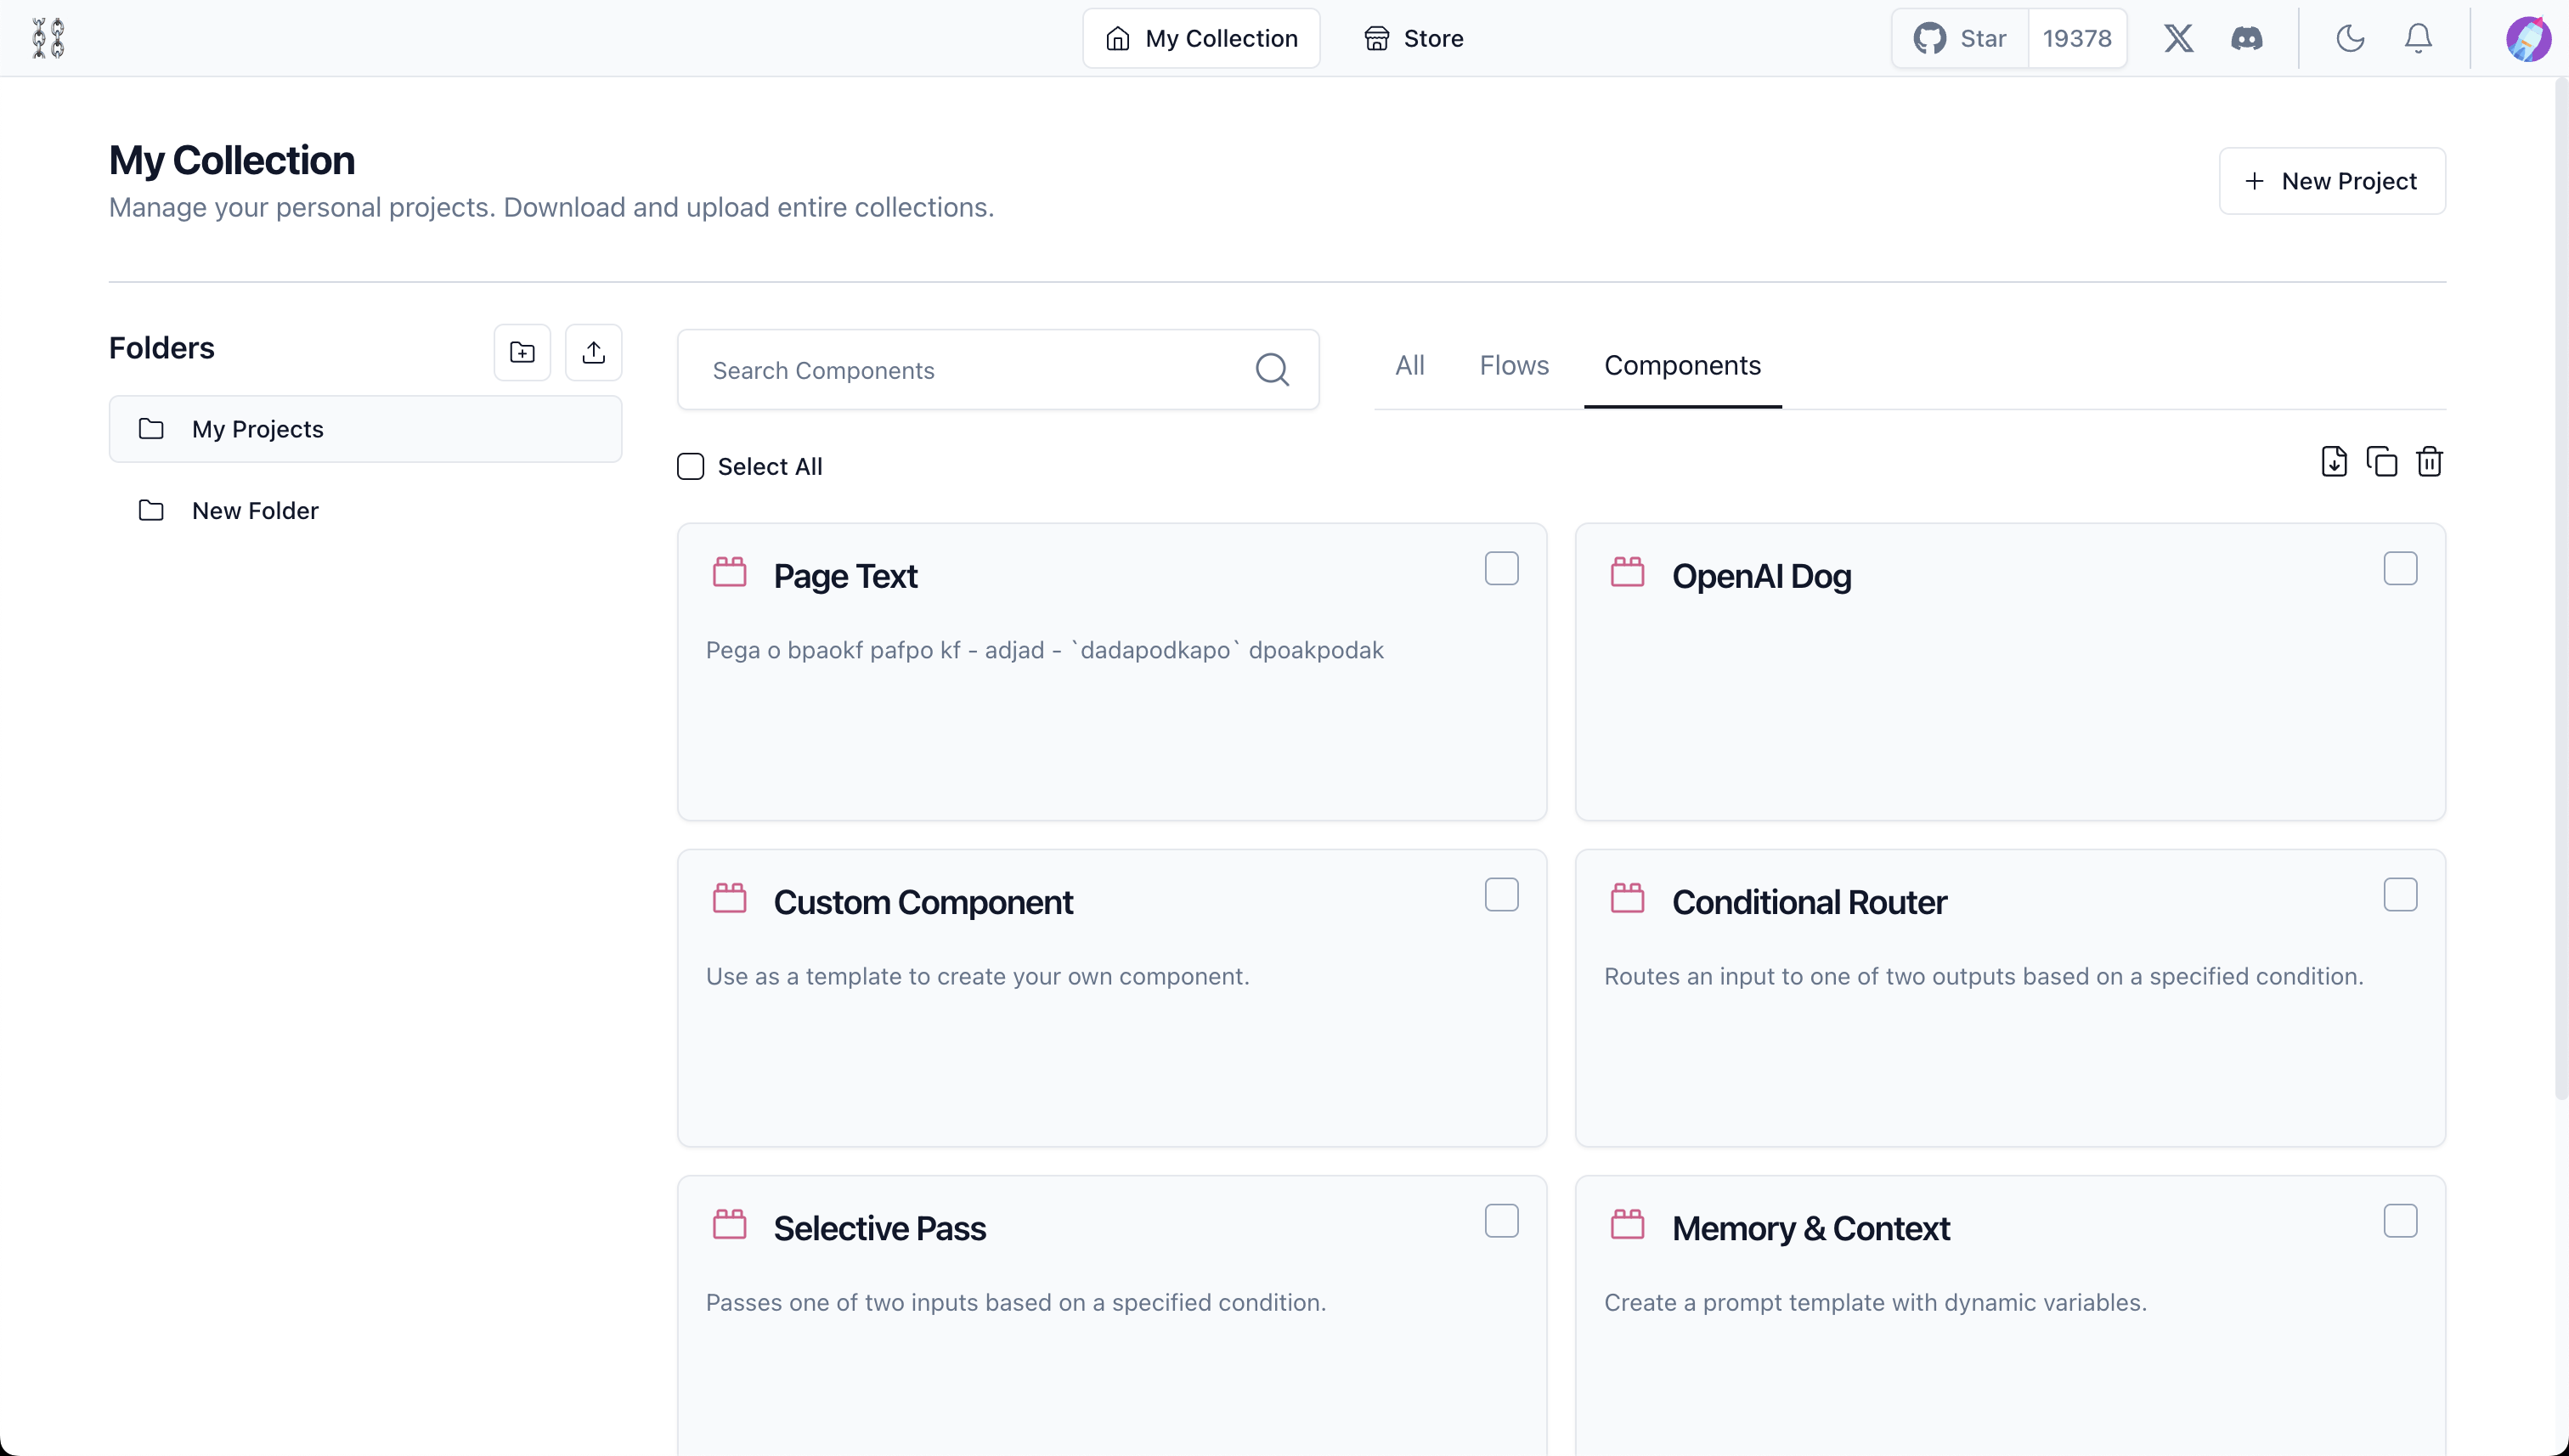 My Collection
Store
Star
19378
My Collection
Manage your personal projects. Download and upload entire collections.
New Project
Folders
My Projects
New Folder
Search Components
All
Flows
Components
Select All
Page Text
Pega o bpaokf pafpo kf - adjad - `dadapodkapo` dpoakpodak
OpenAI Dog
Custom Component
Use as a template to create your own component.
Conditional Router
Routes an input to one of two outputs based on a specified condition.
Selective Pass
Passes one of two inputs based on a specified condition.
Memory & Context
Create a prompt template with dynamic variables.